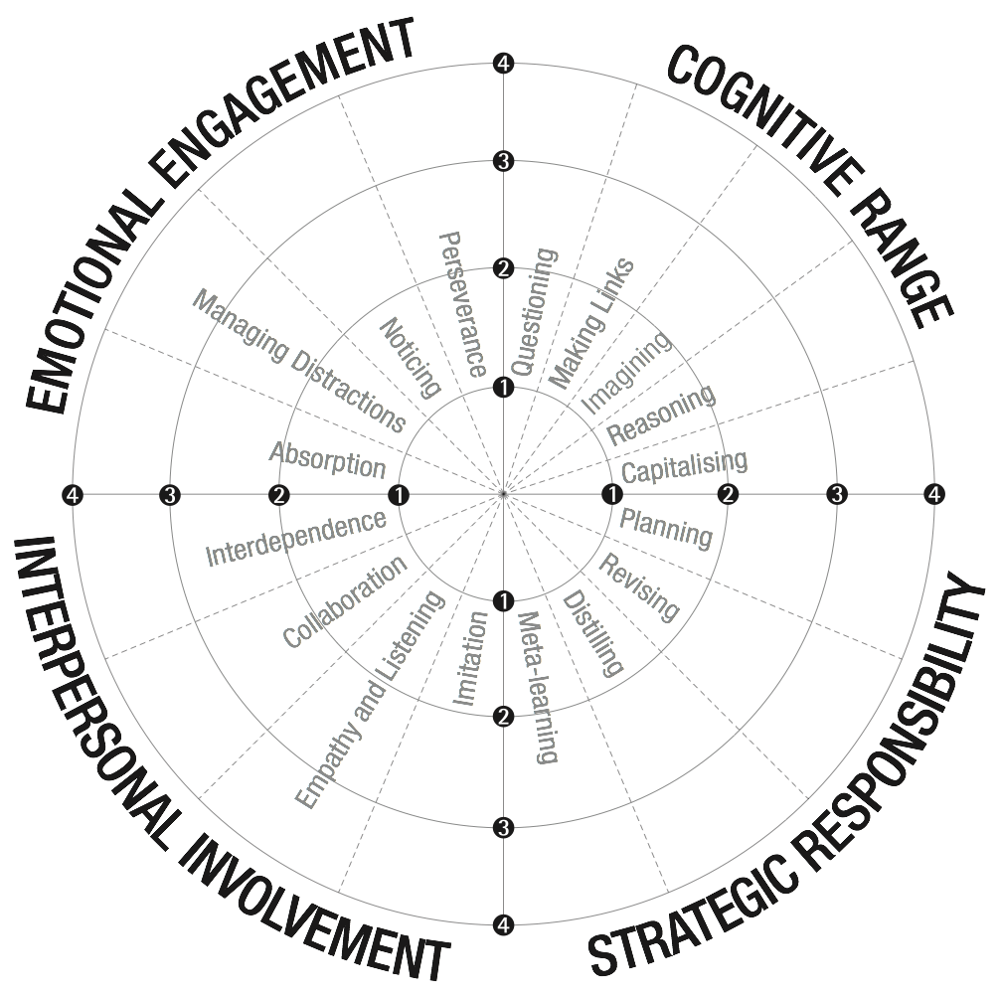 EMOTIONAL ENGAGEMENT
COGNITIVE RANGE
INTERPERSONAL INVOLVEMENT
STRATEGIC RESPONSIBILITY
4
3
2
1
Absorption
Managing Distractions
Noticing
Perseverance
Questioning
Making Links
Imagining
Reasoning
Capitalising
4
3
2
1
1
2
3
4
Planning
Revising
Distilling
Meta-learning
Imitation
Empathy and Listening
Collaboration
Interdependence
1
2
3
4